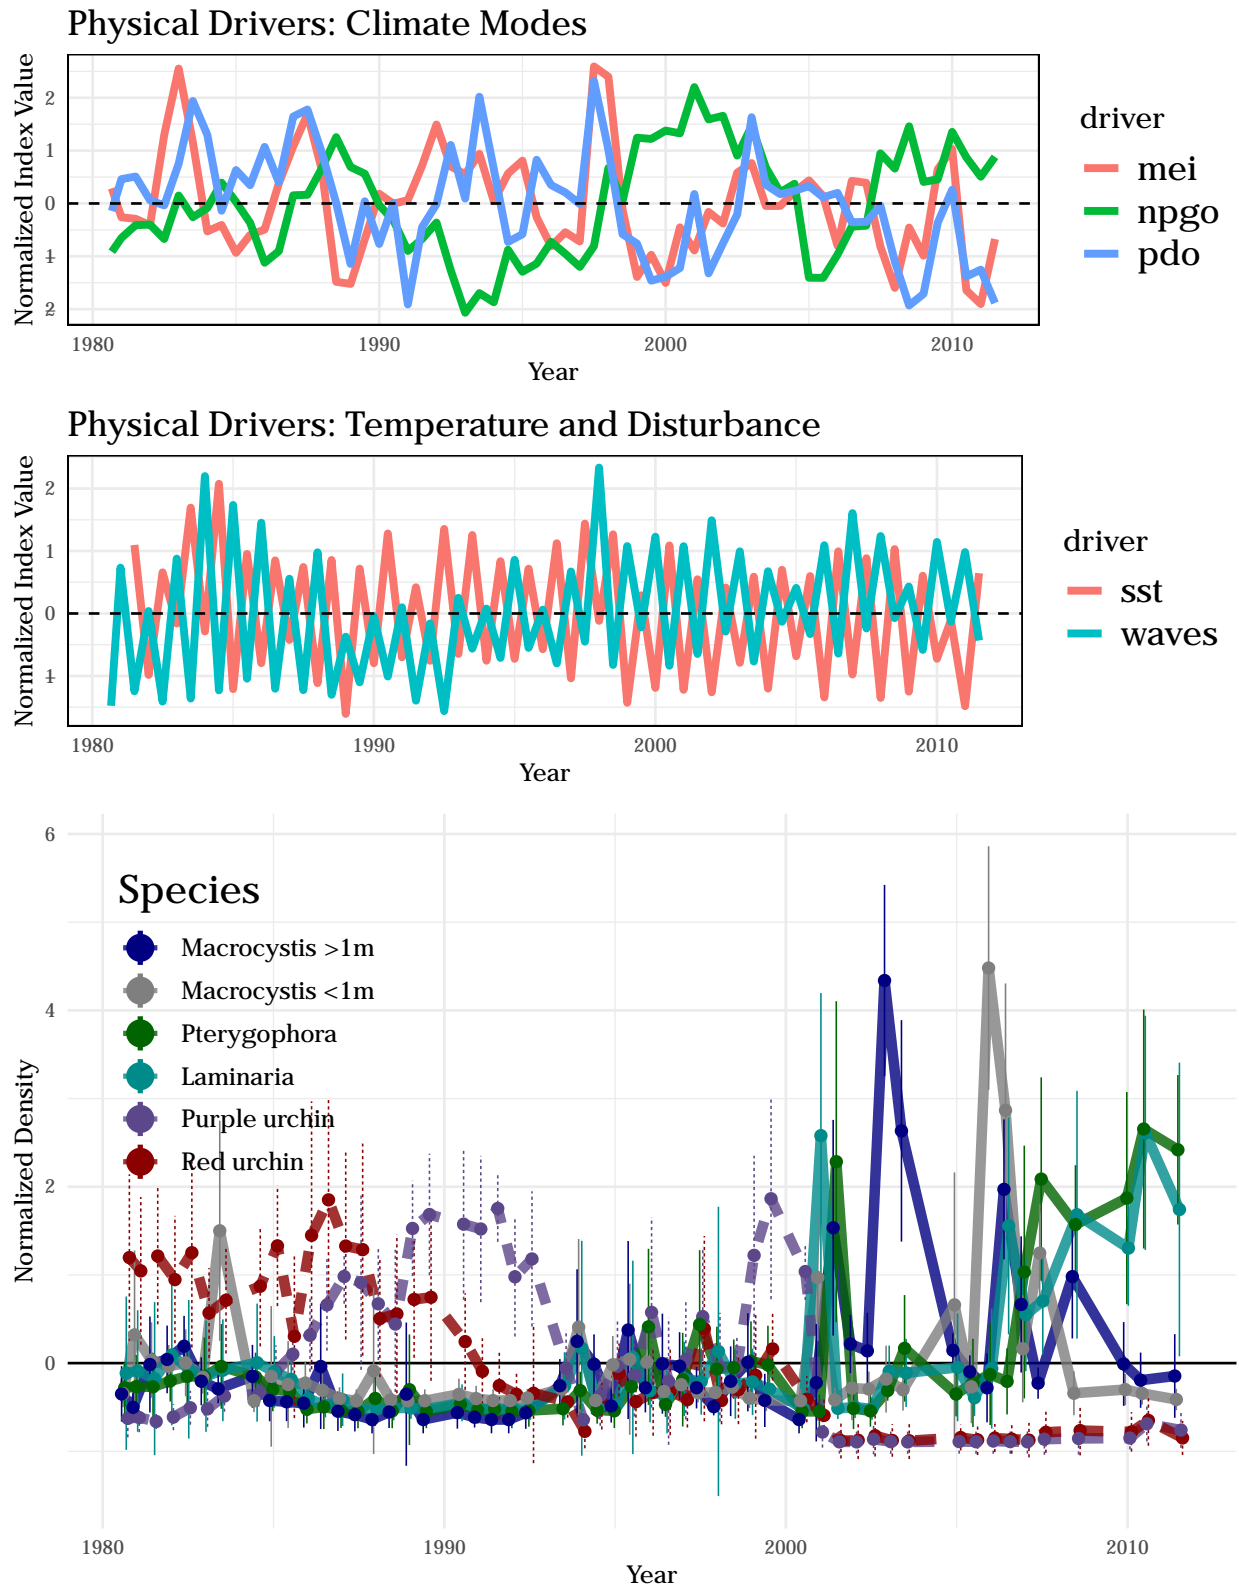 Physical Drivers: Climate Modes
Normalized Index Value
2
1
0
1
2
1980
1990
2000
2010
Year
driver
mei
npgo
pdo
Physical Drivers: Temperature and Disturbance
Normalized Index Value
2
1
0
1
1980
1990
2000
2010
Year
driver
sst
waves
Normalized Density
6
4
2
0
Species
Macrocystis >1m
Macrocystis <1m
Pterygophora
Laminaria
Purple urchin
Red urchin
1980
1990
2000
2010
Year